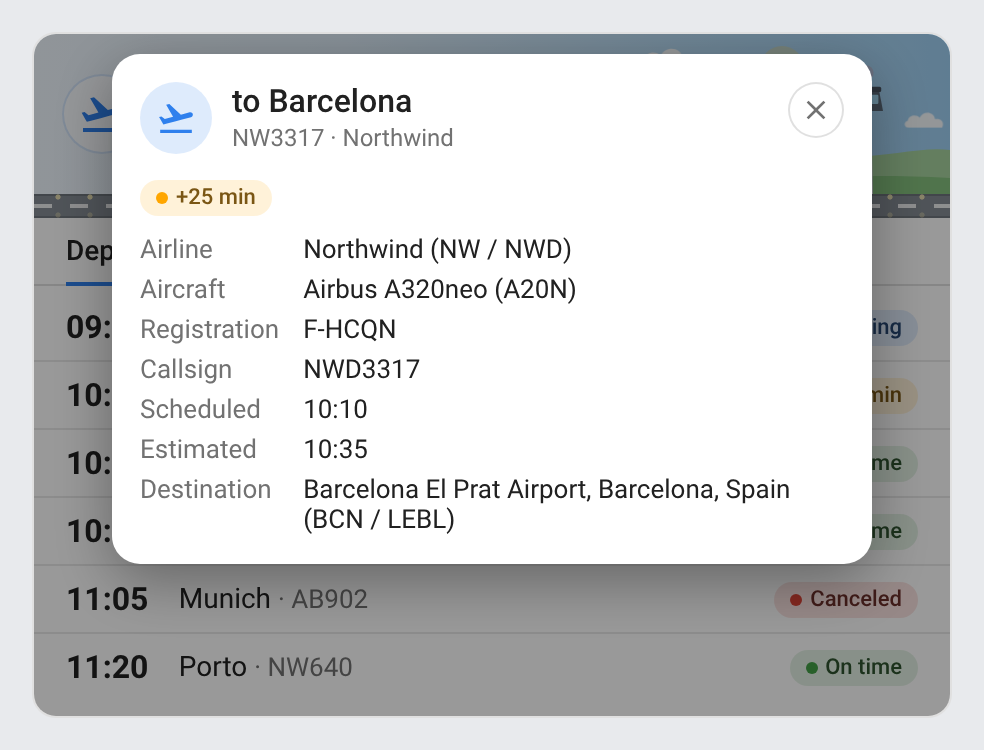 to Barcelona
NW3317 · Northwind
+25 min
Airline Northwind (NW / NWD)
Aircraft Airbus A320neo (A20N)
Registration F-HCQN
Callsign NWD3317
Scheduled 10:10
Estimated 10:35
Destination Barcelona El Prat Airport, Barcelona, Spain
(BCN / LEBL)
11:05 Munich · AB902 Canceled
11:20 Porto · NW640 On time